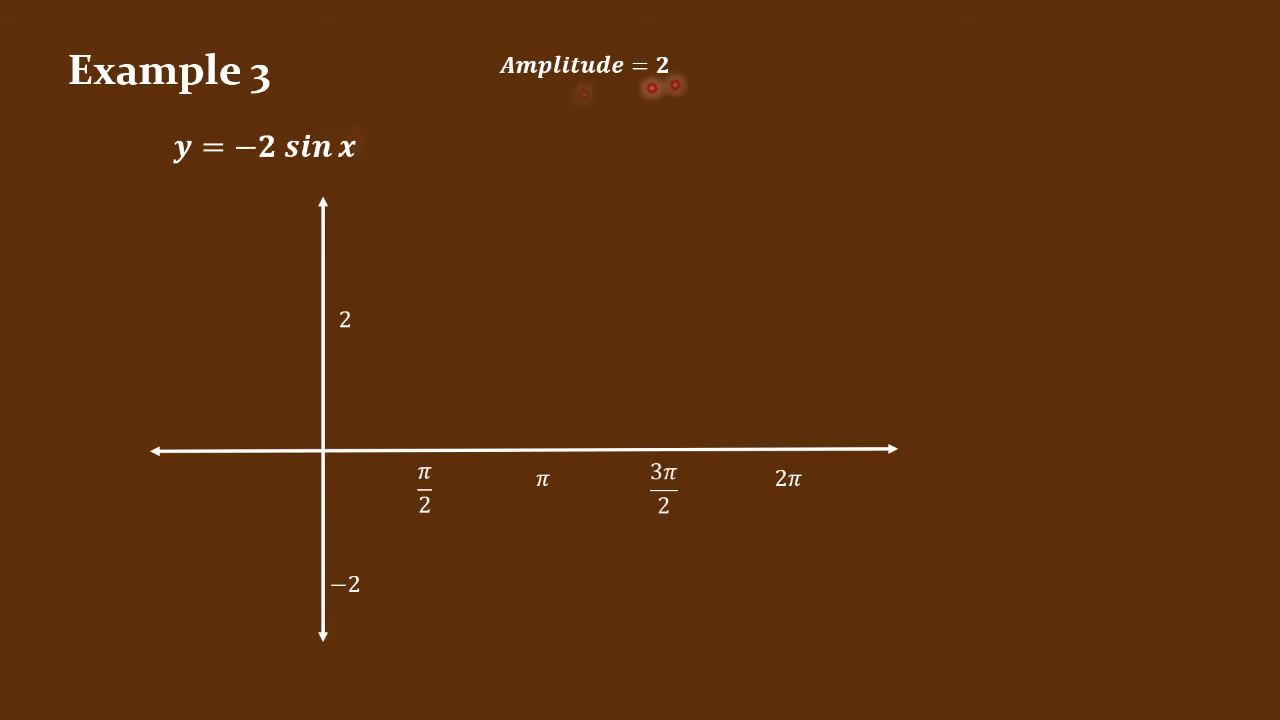 Example 3
Amplitude = 2
y = −2 sin x
2
π/2
π
3π/2
2π
−2